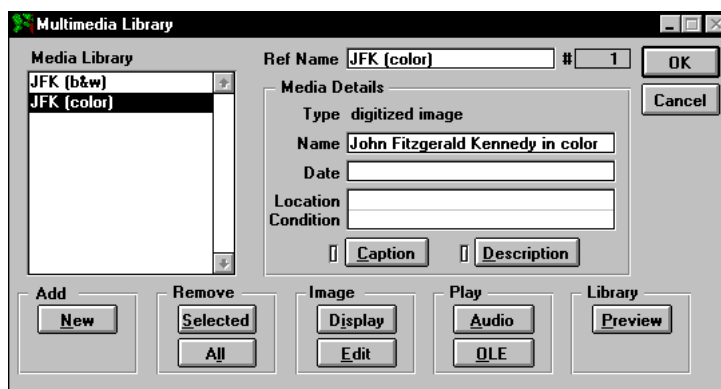 Multimedia Library
Media Library
JFK (b&w)
JFK (color)
Ref Name JFK (color) # 1
OK
Cancel
Media Details
Type digitized image
Name John Fitzgerald Kennedy in color
Date
Location
Condition
Caption Description
Add Remove Image Play Library
New Selected Display Audio Preview
All Edit OLE